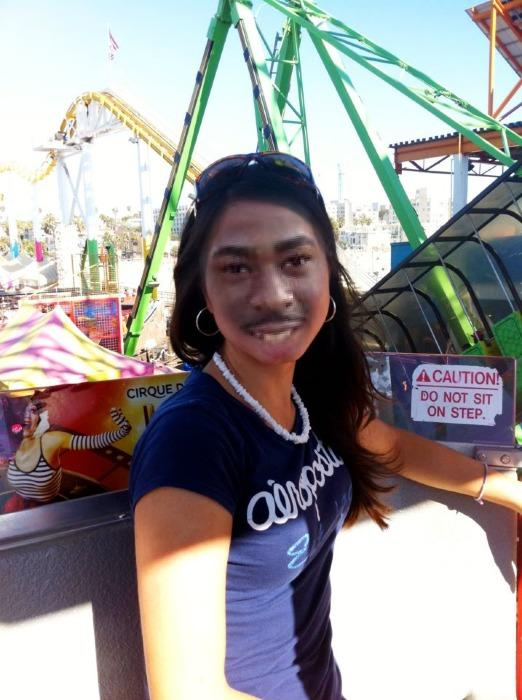 CIRQUE D
CAUTION!
DO NOT SIT
ON STEP.
aéropostale